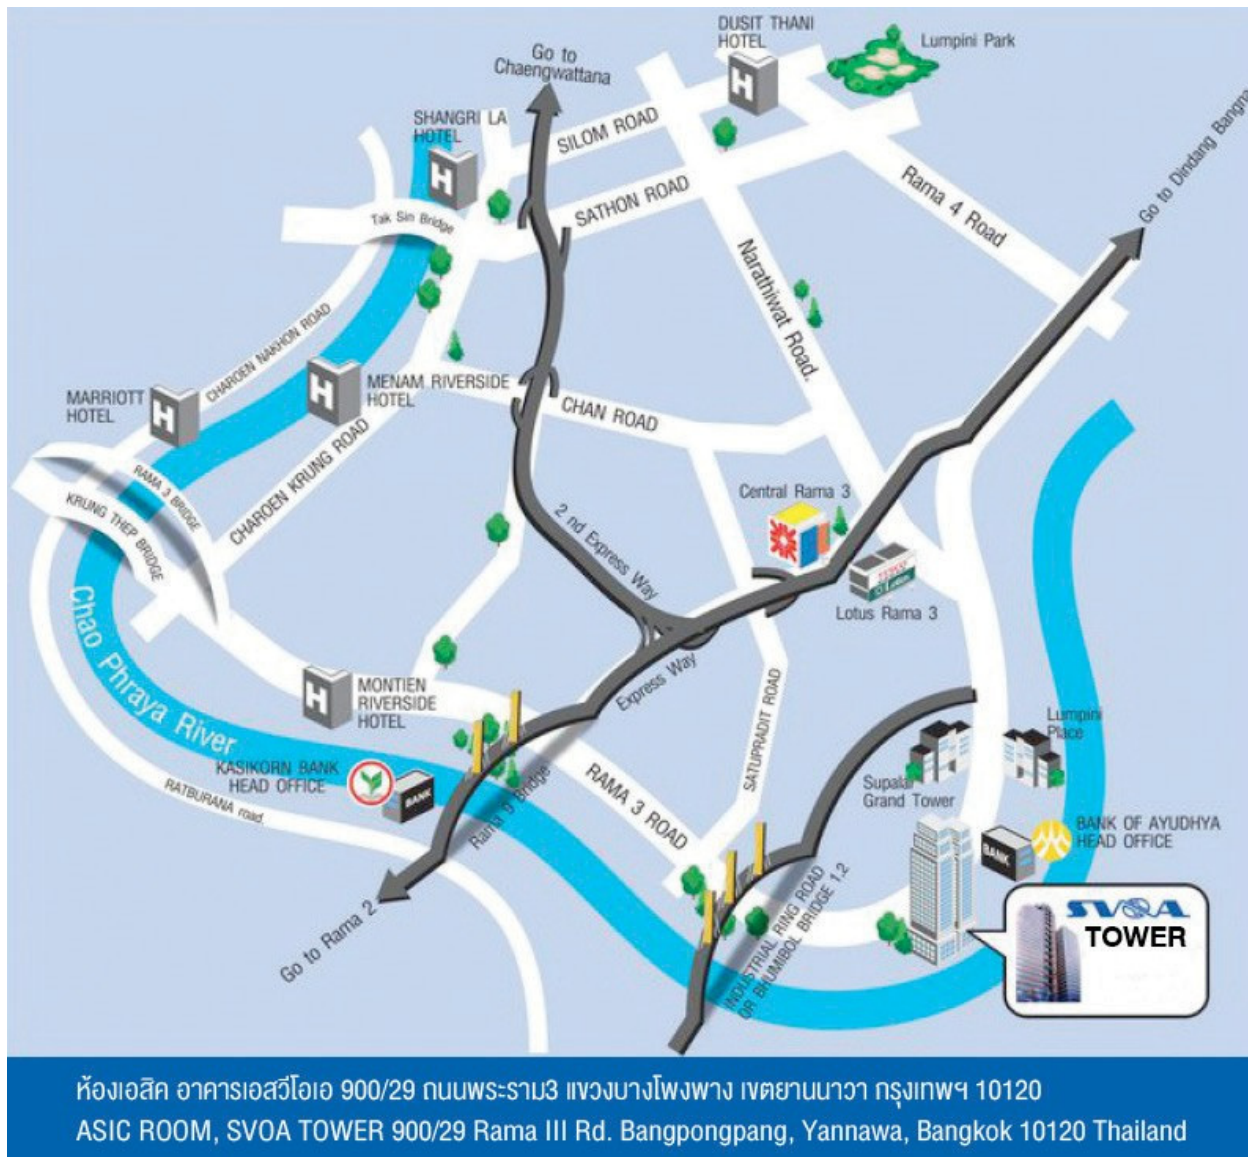 DUSIT THANI
HOTEL
Lumpini Park
Go to
Chaengwattana
SHANGRI LA
HOTEL
H
H
SILOM ROAD
SATHON ROAD
Rama 4 Road
Go to Dindang Bangna
Tak Sin Bridge
Narathiwat Road.
CHAROEN NAKHON ROAD
MARRIOTT
HOTEL
H
H
MENAM RIVERSIDE
HOTEL
CHAN ROAD
CHAROEN KRUNG ROAD
RAMA 3 BRIDGE
KRUNG THEP BRIDGE
Central Rama 3
2 nd Express Way
TESCO
Lotus
Lotus Rama 3
Chao Phraya River
H
MONTIEN
RIVERSIDE
HOTEL
Express Way
SATUPRADIT ROAD
Lumpini
Place
KASIKORN BANK
HEAD OFFICE
BANK
RATBURANA road.
Rama 9 Bridge
RAMA 3 ROAD
Supalai
Grand Tower
BANK OF AYUDHYA
HEAD OFFICE
BANK
Go to Rama 2
INDUSTRIAL RING ROAD
OR BHUMIBOL BRIDGE 1,2
SVOA
TOWER
ห้องเอสิค อาคารเอสวีโอเอ 900/29 ถนนพระราม3 แขวงบางโพงพาง เขตยานนาวา กรุงเทพฯ 10120
ASIC ROOM, SVOA TOWER 900/29 Rama III Rd. Bangpongpang, Yannawa, Bangkok 10120 Thailand